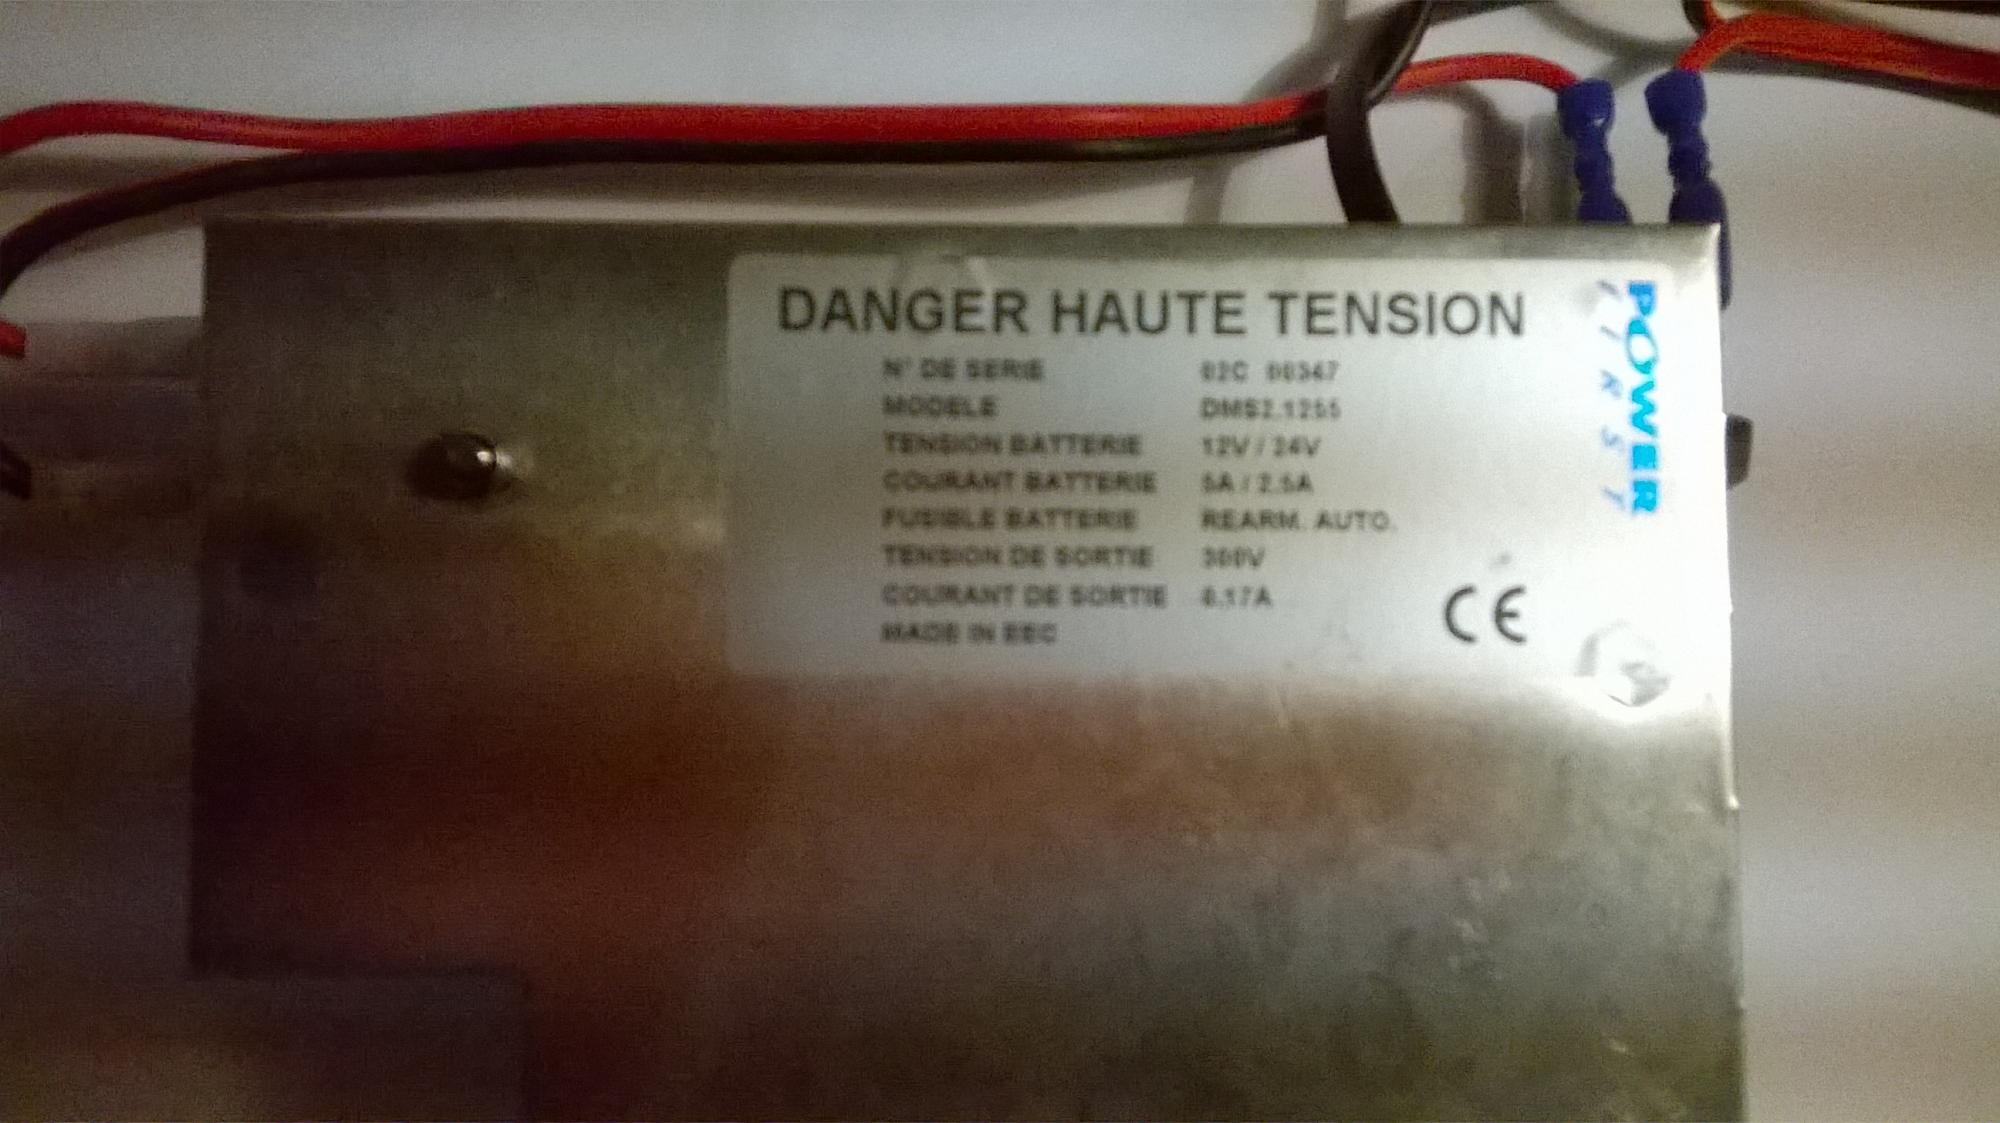 DANGER HAUTE TENSION
N° DE SERIE 02C 00347
MODELE DMS2.1255
TENSION BATTERIE 12V / 24V
COURANT BATTERIE 5A / 2.5A
FUSIBLE BATTERIE REARM. AUTO.
TENSION DE SORTIE 300V
COURANT DE SORTIE 0.17A
MADE IN EEC
CE
POWER
FIRST